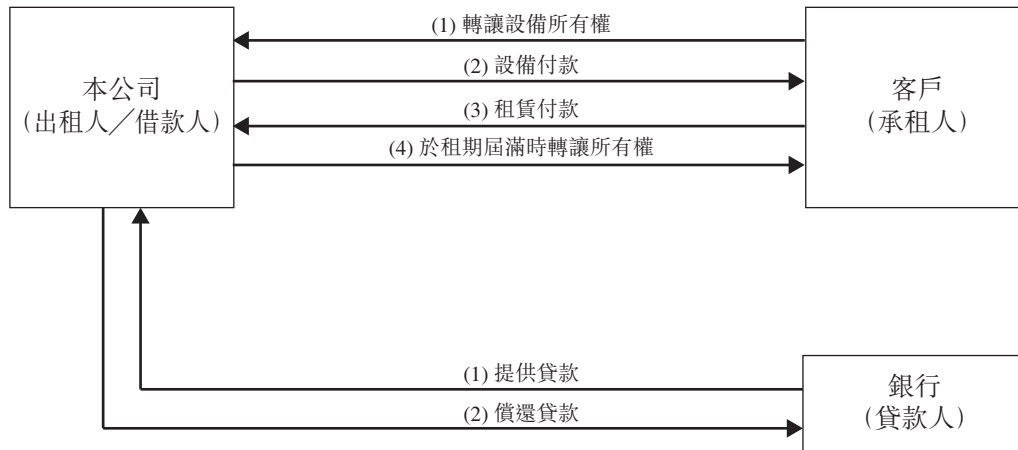 (1) 轉讓設備所有權
(2) 設備付款
本公司
(出租人／借款人)
客戶
(承租人)
(3) 租賃付款
(4) 於租期屆滿時轉讓所有權
(1) 提供貸款
銀行
(貸款人)
(2) 償還貸款